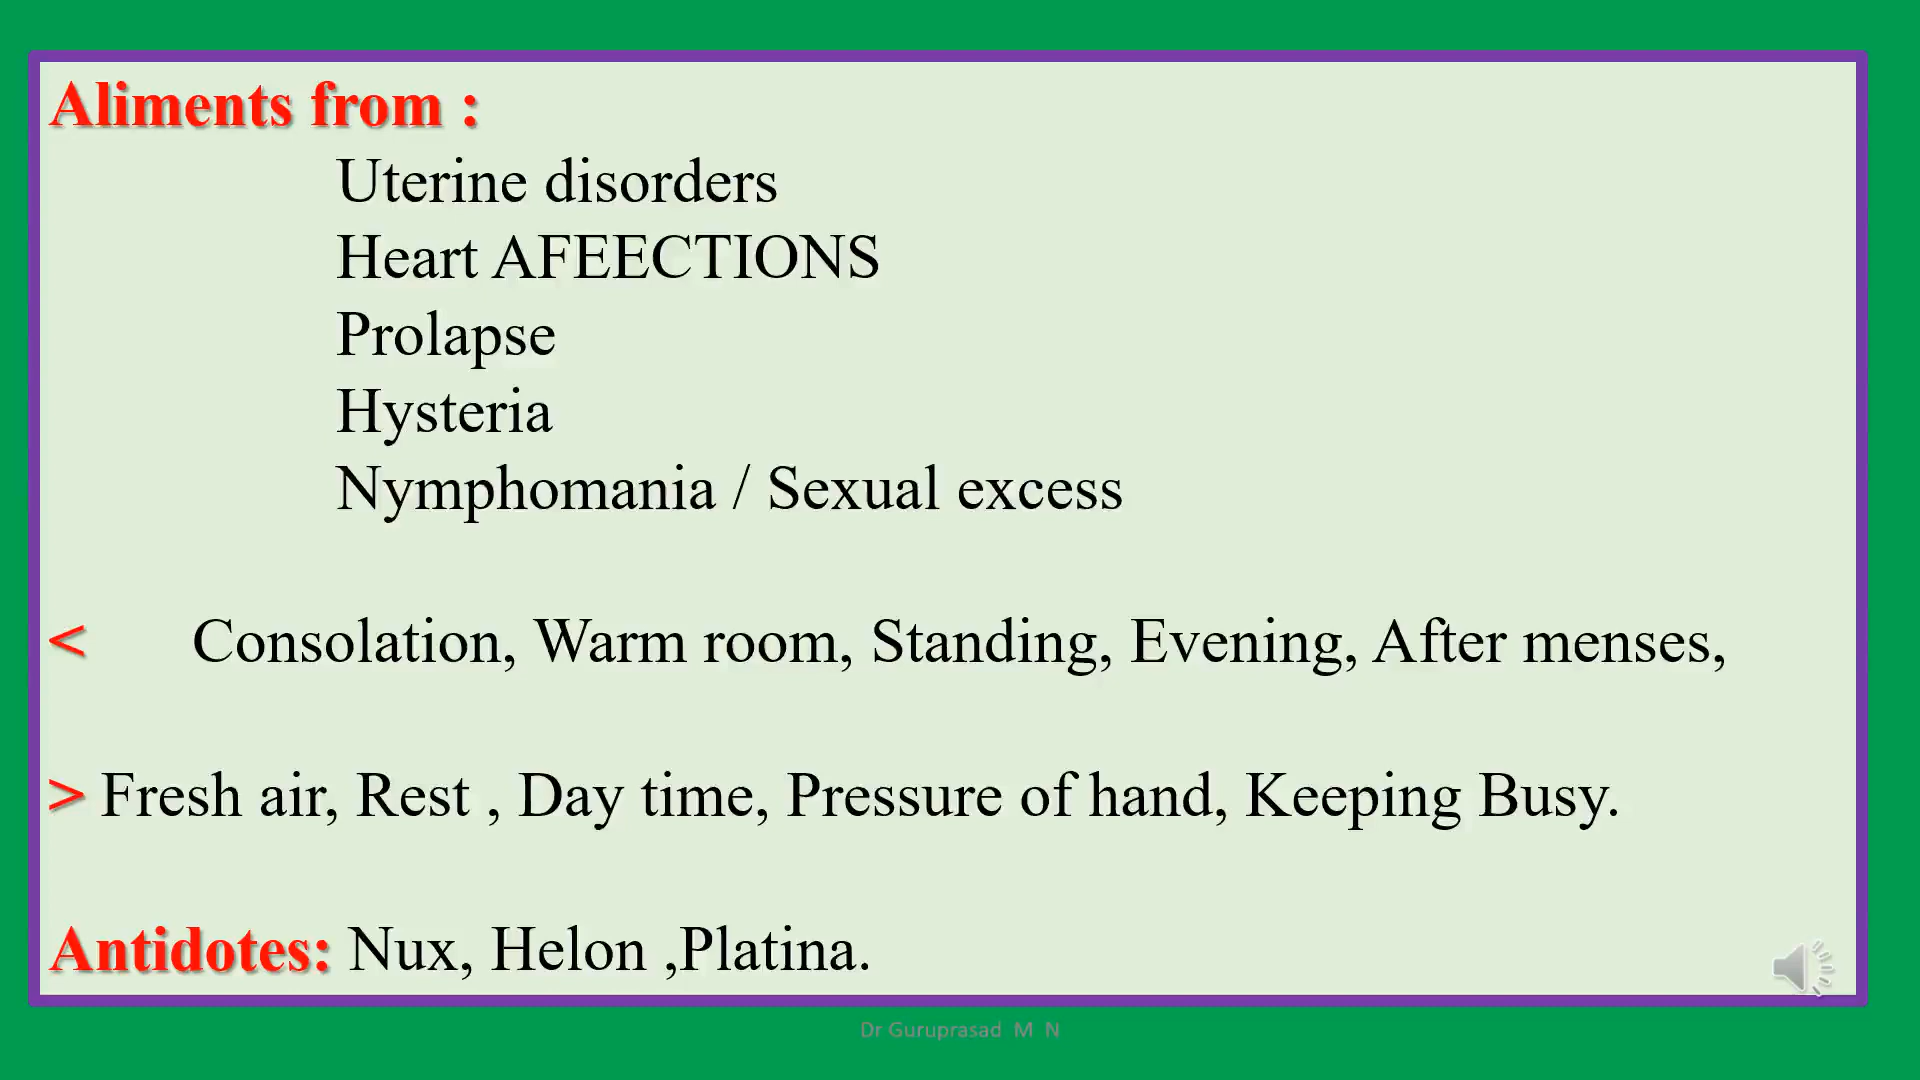 Aliments from :
Uterine disorders
Heart AFEECTIONS
Prolapse
Hysteria
Nymphomania / Sexual excess
< Consolation, Warm room, Standing, Evening, After menses,
> Fresh air, Rest , Day time, Pressure of hand, Keeping Busy.
Antidotes: Nux, Helon ,Platina.
Dr Guruprasad M N